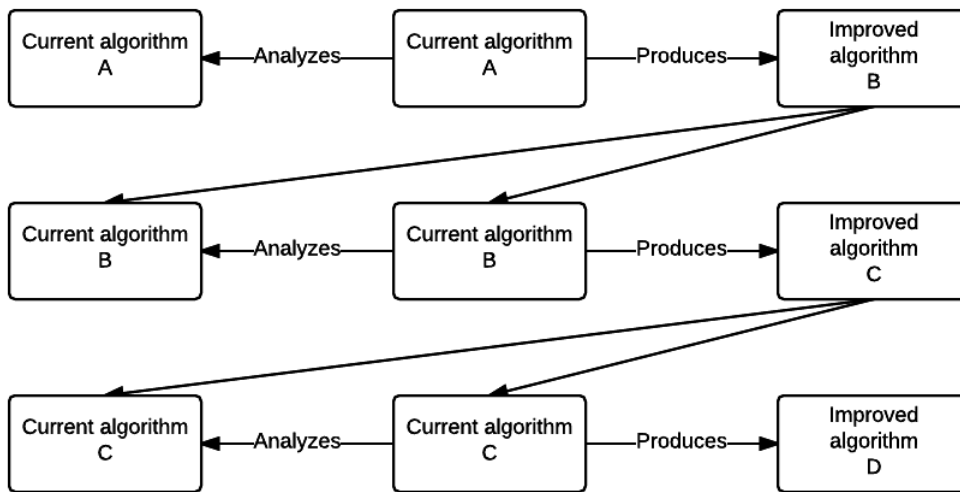 Current algorithm
A
Analyzes
Current algorithm
A
Produces
Improved
algorithm
B
Current algorithm
B
Analyzes
Current algorithm
B
Produces
Improved
algorithm
C
Current algorithm
C
Analyzes
Current algorithm
C
Produces
Improved
algorithm
D